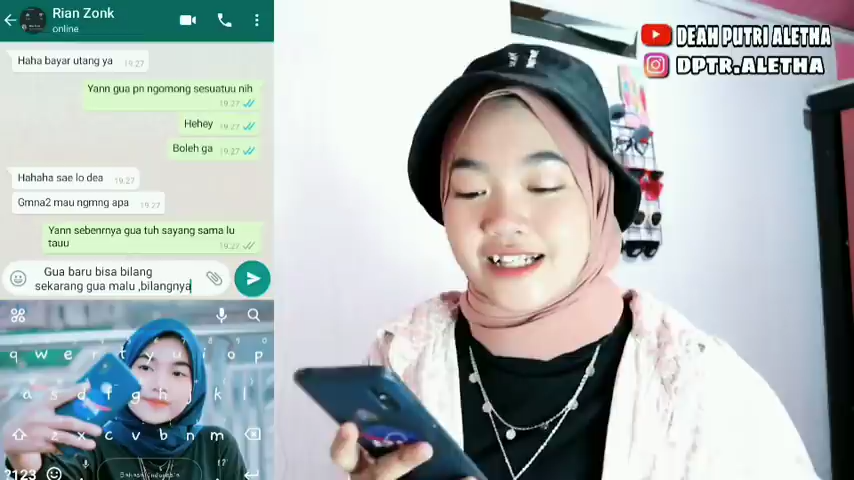 Rian Zonk
online
Haha bayar utang ya 19.27
Yann gua pn ngomong sesuatuu nih
19.27
Hehey 19.27
Boleh ga 19.27
Hahaha sae lo dea 19.27
Gmna2 mau ngmng apa 19.27
Yann sebenrnya gua tuh sayang sama lu
tauu 19.27
Gua baru bisa bilang
sekarang gua malu ,bilangnya
q w e r t y u i o p
a s d f g h j k l
z x c v b n m
?123
DEAH PUTRI ALETHA
DPTR.ALETHA